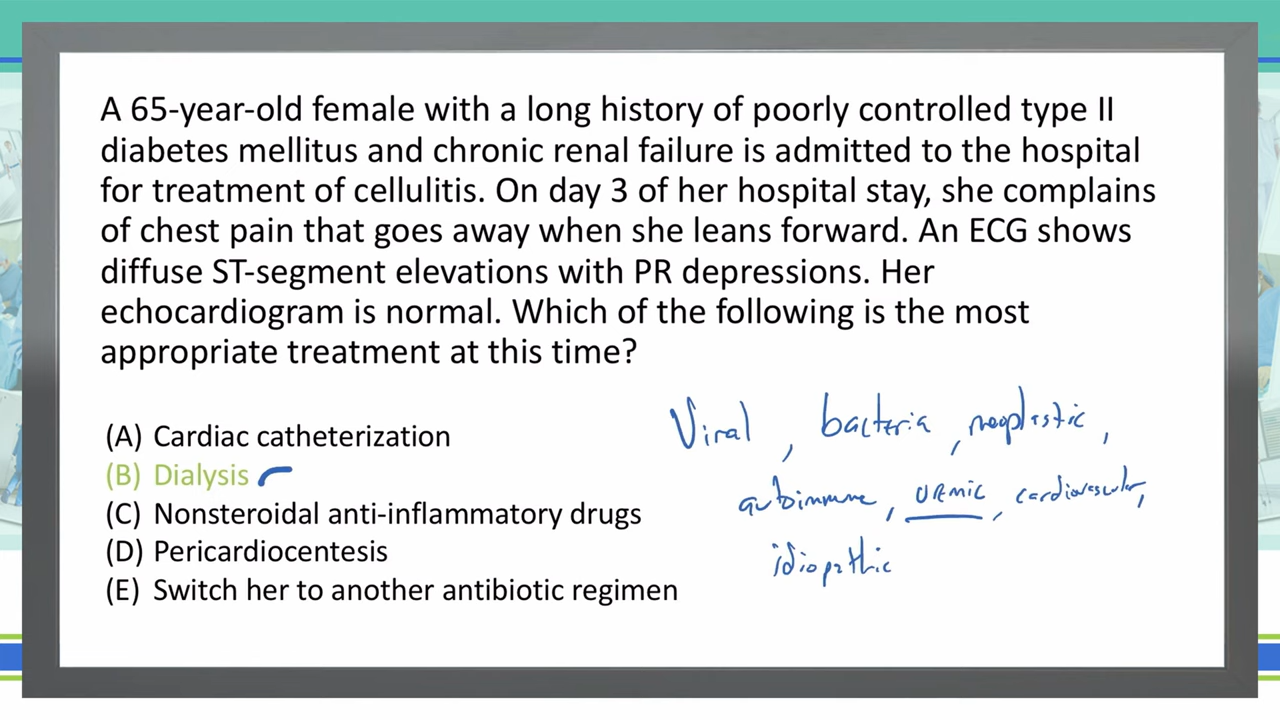 A 65-year-old female with a long history of poorly controlled type II
diabetes mellitus and chronic renal failure is admitted to the hospital
for treatment of cellulitis. On day 3 of her hospital stay, she complains
of chest pain that goes away when she leans forward. An ECG shows
diffuse ST-segment elevations with PR depressions. Her
echocardiogram is normal. Which of the following is the most
appropriate treatment at this time?
(A) Cardiac catheterization
(B) Dialysis
(C) Nonsteroidal anti-inflammatory drugs
(D) Pericardiocentesis
(E) Switch her to another antibiotic regimen
Viral, bacteria, neoplastic,
autoimmune, uremic, cardiovascular,
idiopathic